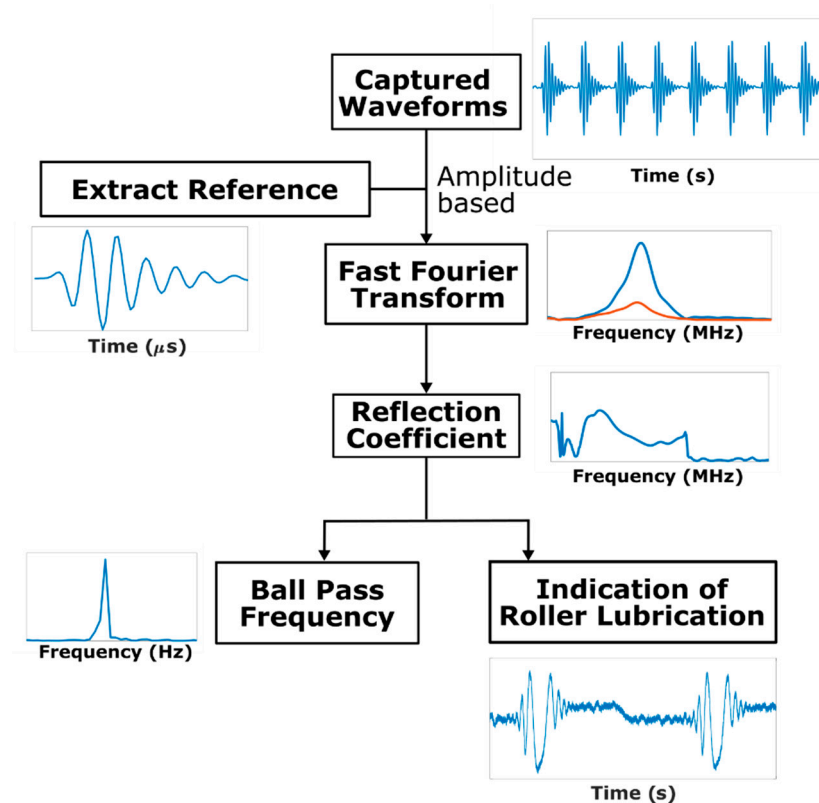 Captured
Waveforms
Time (s)
Extract Reference
Amplitude
based
Time (μs)
Fast Fourier
Transform
Frequency (MHz)
Reflection
Coefficient
Frequency (MHz)
Ball Pass
Frequency
Frequency (Hz)
Indication of
Roller Lubrication
Time (s)